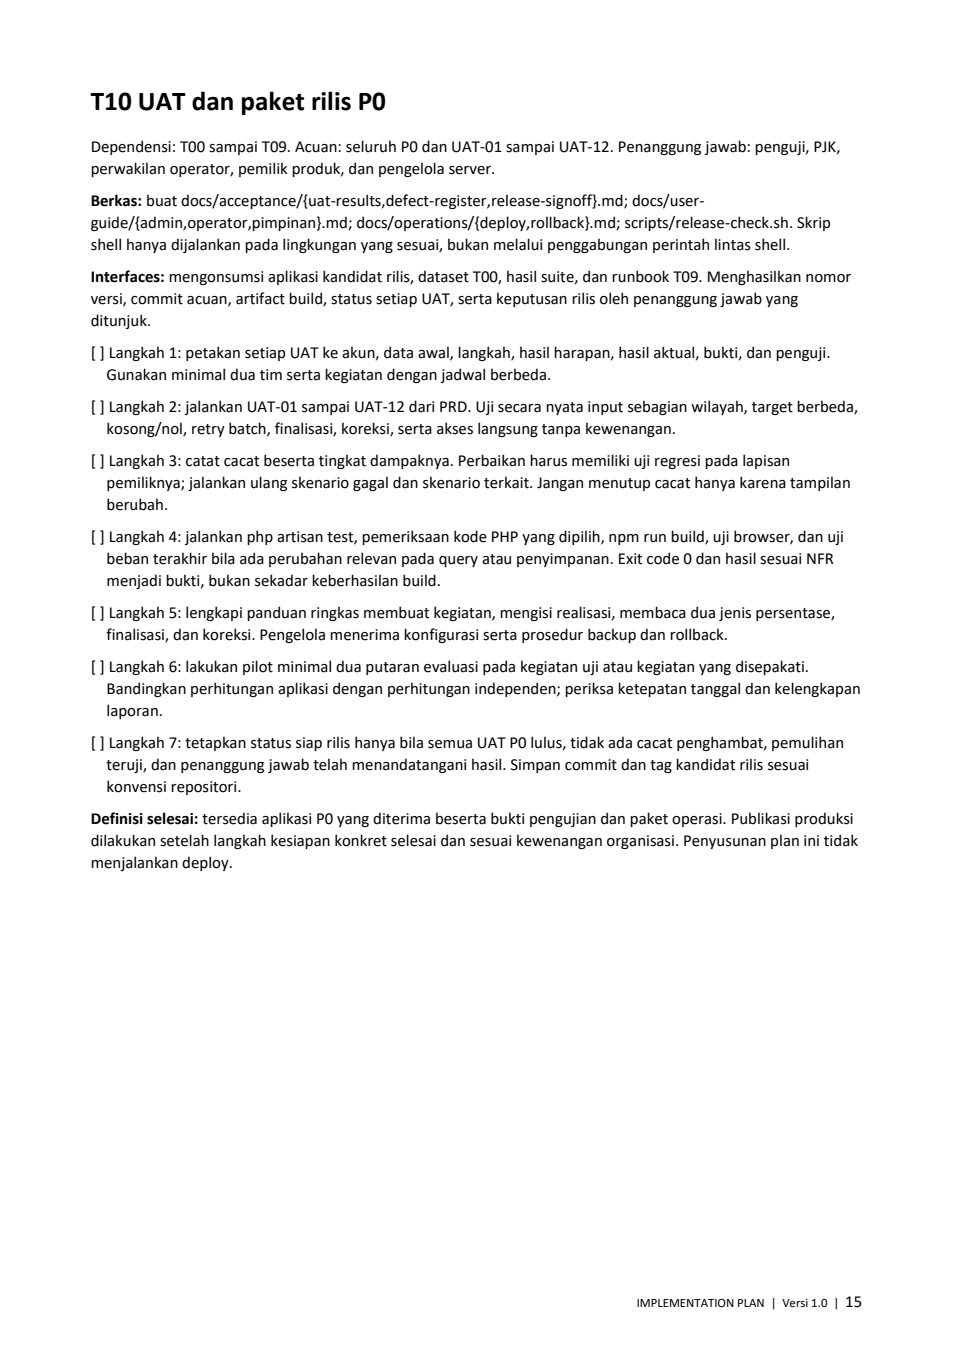 T10 UAT dan paket rilis P0
Dependensi: T00 sampai T09. Acuan: seluruh P0 dan UAT-01 sampai UAT-12. Penanggung jawab: penguji, PJK,
perwakilan operator, pemilik produk, dan pengelola server.
Berkas: buat docs/acceptance/{uat-results,defect-register,release-signoff}.md; docs/user-
guide/{admin,operator,pimpinan}.md; docs/operations/{deploy,rollback}.md; scripts/release-check.sh. Skrip
shell hanya dijalankan pada lingkungan yang sesuai, bukan melalui penggabungan perintah lintas shell.
Interfaces: mengonsumsi aplikasi kandidat rilis, dataset T00, hasil suite, dan runbook T09. Menghasilkan nomor
versi, commit acuan, artifact build, status setiap UAT, serta keputusan rilis oleh penanggung jawab yang
ditunjuk.
[ ] Langkah 1: petakan setiap UAT ke akun, data awal, langkah, hasil harapan, hasil aktual, bukti, dan penguji.
Gunakan minimal dua tim serta kegiatan dengan jadwal berbeda.
[ ] Langkah 2: jalankan UAT-01 sampai UAT-12 dari PRD. Uji secara nyata input sebagian wilayah, target berbeda,
kosong/nol, retry batch, finalisasi, koreksi, serta akses langsung tanpa kewenangan.
[ ] Langkah 3: catat cacat beserta tingkat dampaknya. Perbaikan harus memiliki uji regresi pada lapisan
pemiliknya; jalankan ulang skenario gagal dan skenario terkait. Jangan menutup cacat hanya karena tampilan
berubah.
[ ] Langkah 4: jalankan php artisan test, pemeriksaan kode PHP yang dipilih, npm run build, uji browser, dan uji
beban terakhir bila ada perubahan relevan pada query atau penyimpanan. Exit code 0 dan hasil sesuai NFR
menjadi bukti, bukan sekadar keberhasilan build.
[ ] Langkah 5: lengkapi panduan ringkas membuat kegiatan, mengisi realisasi, membaca dua jenis persentase,
finalisasi, dan koreksi. Pengelola menerima konfigurasi serta prosedur backup dan rollback.
[ ] Langkah 6: lakukan pilot minimal dua putaran evaluasi pada kegiatan uji atau kegiatan yang disepakati.
Bandingkan perhitungan aplikasi dengan perhitungan independen; periksa ketepatan tanggal dan kelengkapan
laporan.
[ ] Langkah 7: tetapkan status siap rilis hanya bila semua UAT P0 lulus, tidak ada cacat penghambat, pemulihan
teruji, dan penanggung jawab telah menandatangani hasil. Simpan commit dan tag kandidat rilis sesuai
konvensi repositori.
Definisi selesai: tersedia aplikasi P0 yang diterima beserta bukti pengujian dan paket operasi. Publikasi produksi
dilakukan setelah langkah kesiapan konkret selesai dan sesuai kewenangan organisasi. Penyusunan plan ini tidak
menjalankan deploy.
IMPLEMENTATION PLAN | Versi 1.0 | 15